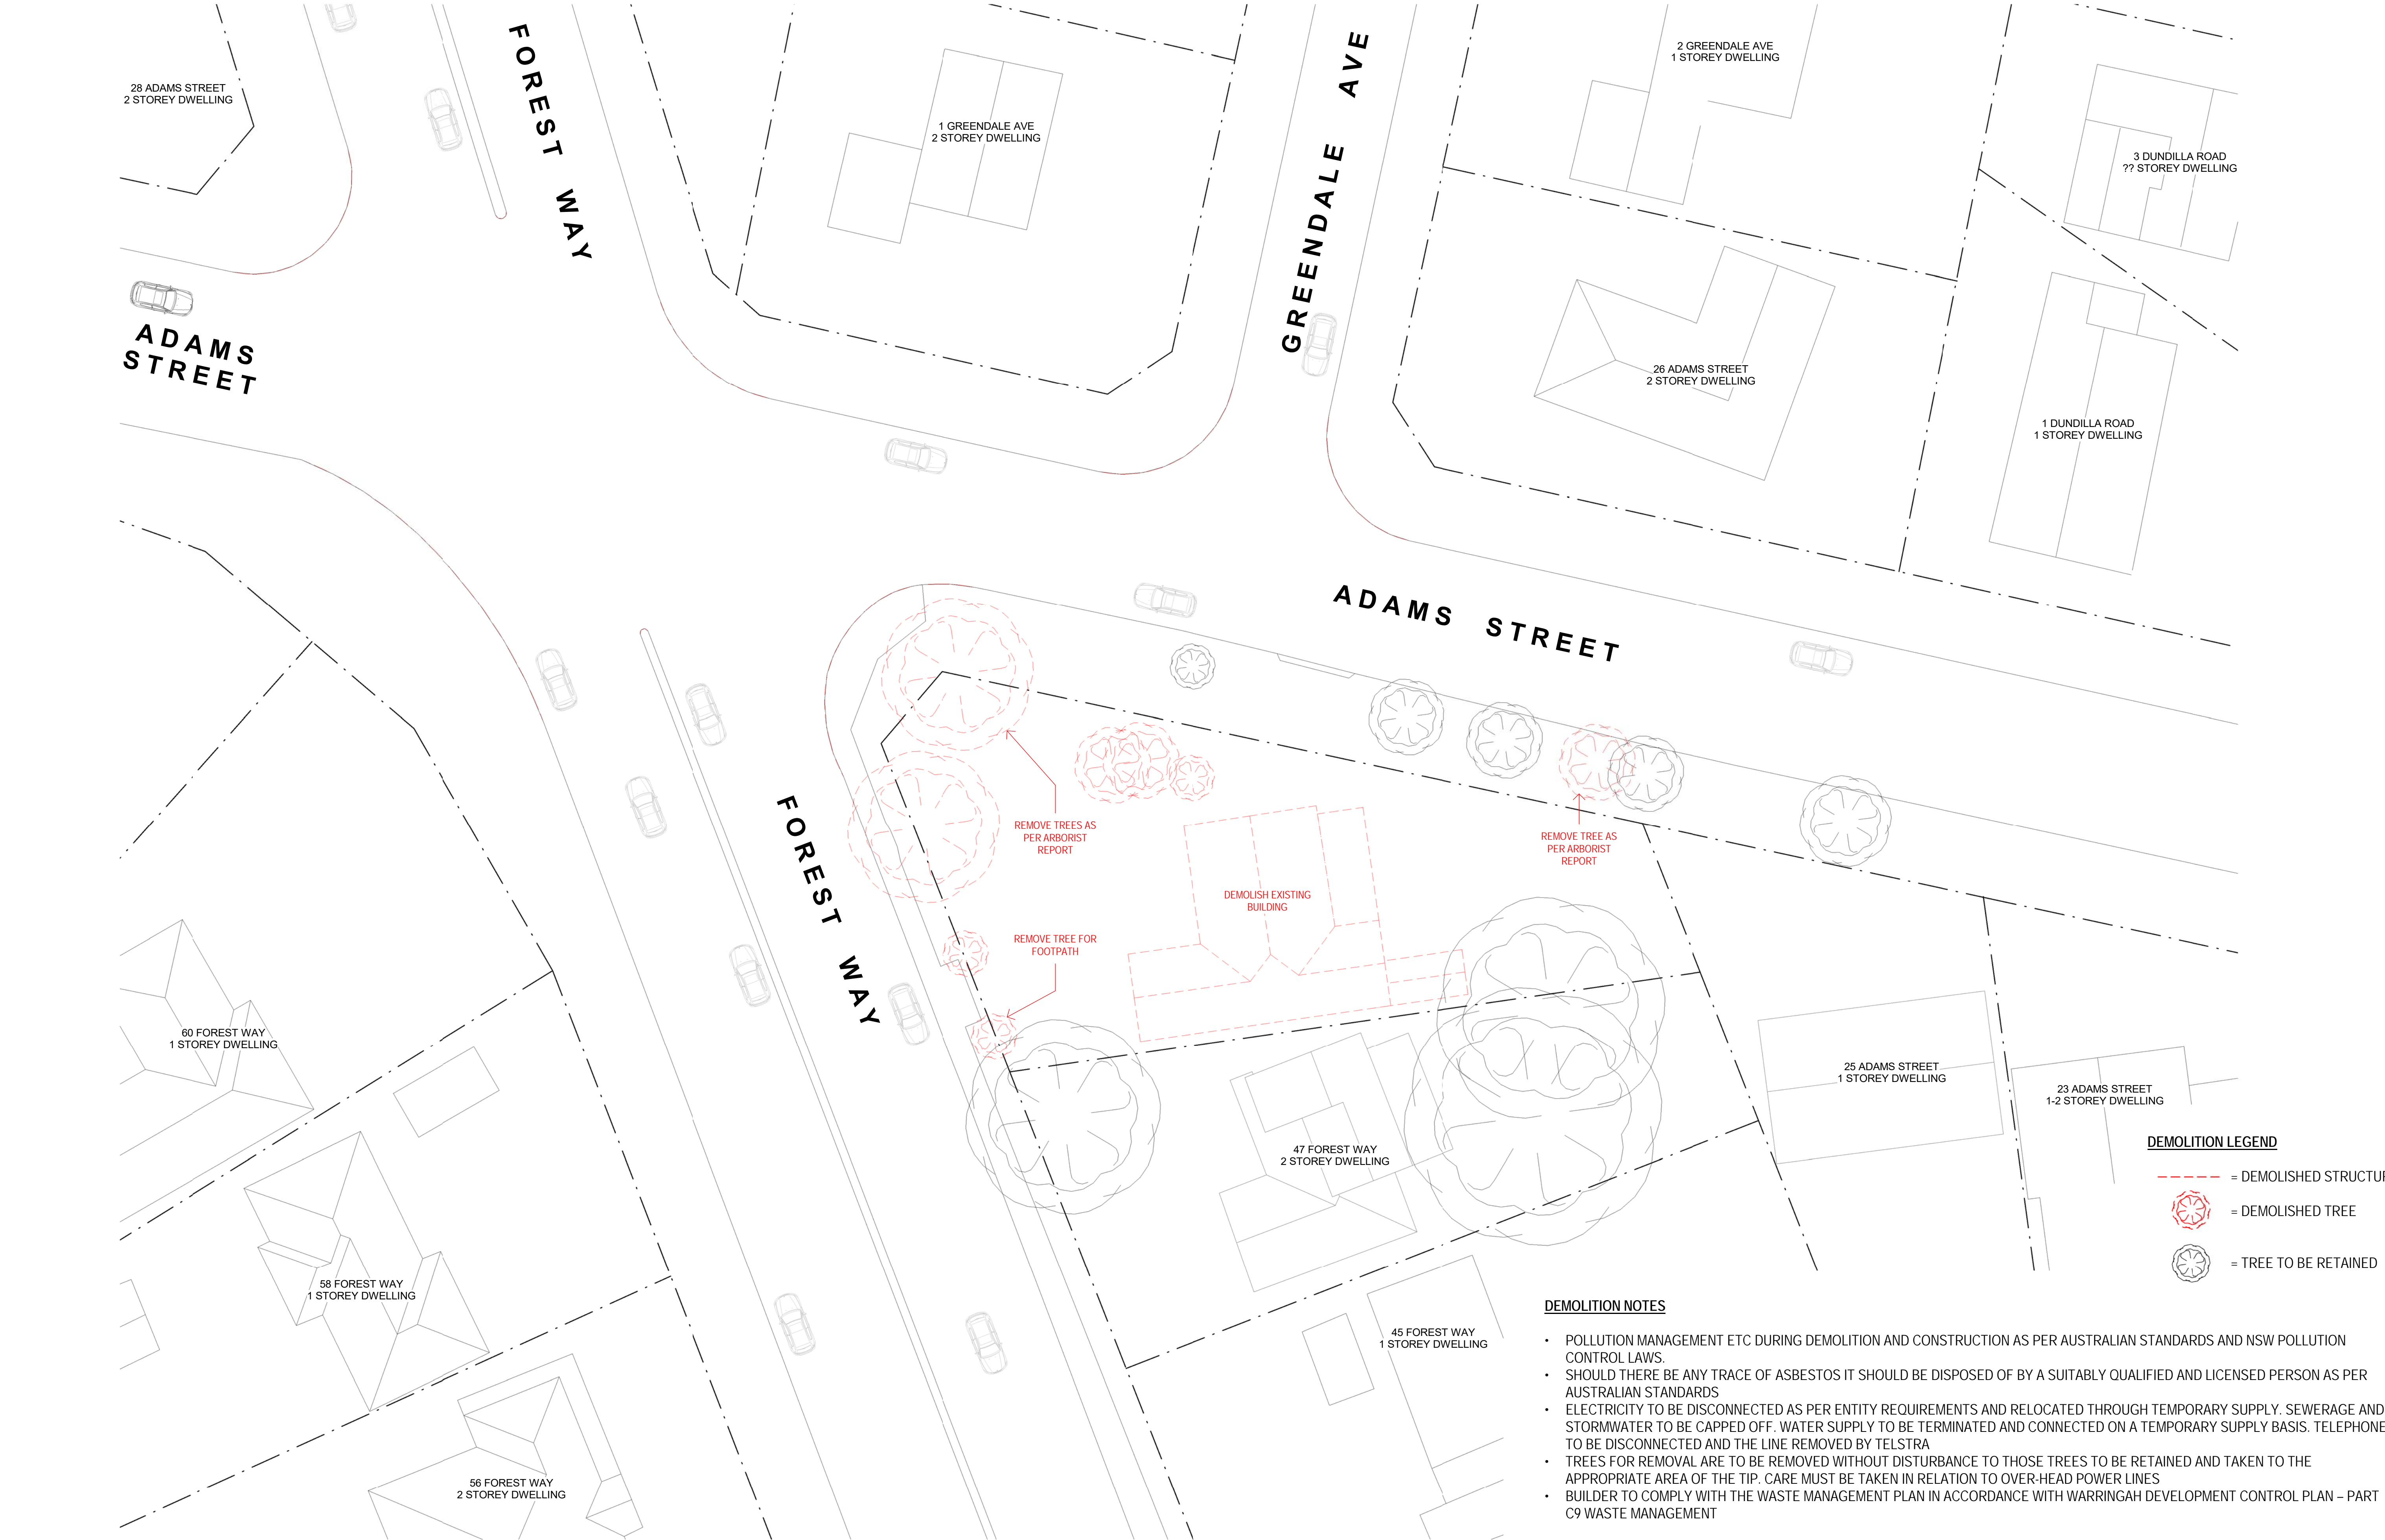 28 ADAMS STREET
2 STOREY DWELLING
FOREST WAY
1 GREENDALE AVE
2 STOREY DWELLING
GREENDALE AVE
2 GREENDALE AVE
1 STOREY DWELLING
3 DUNDILLA ROAD
?? STOREY DWELLING
ADAMS
STREET
26 ADAMS STREET
2 STOREY DWELLING
1 DUNDILLA ROAD
1 STOREY DWELLING
ADAMS STREET
FOREST WAY
REMOVE TREES AS
PER ARBORIST
REPORT
REMOVE TREE AS
PER ARBORIST
REPORT
DEMOLISH EXISTING
BUILDING
REMOVE TREE FOR
FOOTPATH
60 FOREST WAY
1 STOREY DWELLING
25 ADAMS STREET
1 STOREY DWELLING
23 ADAMS STREET
1-2 STOREY DWELLING
47 FOREST WAY
2 STOREY DWELLING
58 FOREST WAY
1 STOREY DWELLING
45 FOREST WAY
1 STOREY DWELLING
56 FOREST WAY
2 STOREY DWELLING
DEMOLITION LEGEND
= DEMOLISHED STRUCTUR
= DEMOLISHED TREE
= TREE TO BE RETAINED
DEMOLITION NOTES
• POLLUTION MANAGEMENT ETC DURING DEMOLITION AND CONSTRUCTION AS PER AUSTRALIAN STANDARDS AND NSW POLLUTION
CONTROL LAWS.
• SHOULD THERE BE ANY TRACE OF ASBESTOS IT SHOULD BE DISPOSED OF BY A SUITABLY QUALIFIED AND LICENSED PERSON AS PER
AUSTRALIAN STANDARDS
• ELECTRICITY TO BE DISCONNECTED AS PER ENTITY REQUIREMENTS AND RELOCATED THROUGH TEMPORARY SUPPLY. SEWERAGE AND
STORMWATER TO BE CAPPED OFF. WATER SUPPLY TO BE TERMINATED AND CONNECTED ON A TEMPORARY SUPPLY BASIS. TELEPHONE
TO BE DISCONNECTED AND THE LINE REMOVED BY TELSTRA
• TREES FOR REMOVAL ARE TO BE REMOVED WITHOUT DISTURBANCE TO THOSE TREES TO BE RETAINED AND TAKEN TO THE
APPROPRIATE AREA OF THE TIP. CARE MUST BE TAKEN IN RELATION TO OVER-HEAD POWER LINES
• BUILDER TO COMPLY WITH THE WASTE MANAGEMENT PLAN IN ACCORDANCE WITH WARRINGAH DEVELOPMENT CONTROL PLAN – PART
C9 WASTE MANAGEMENT